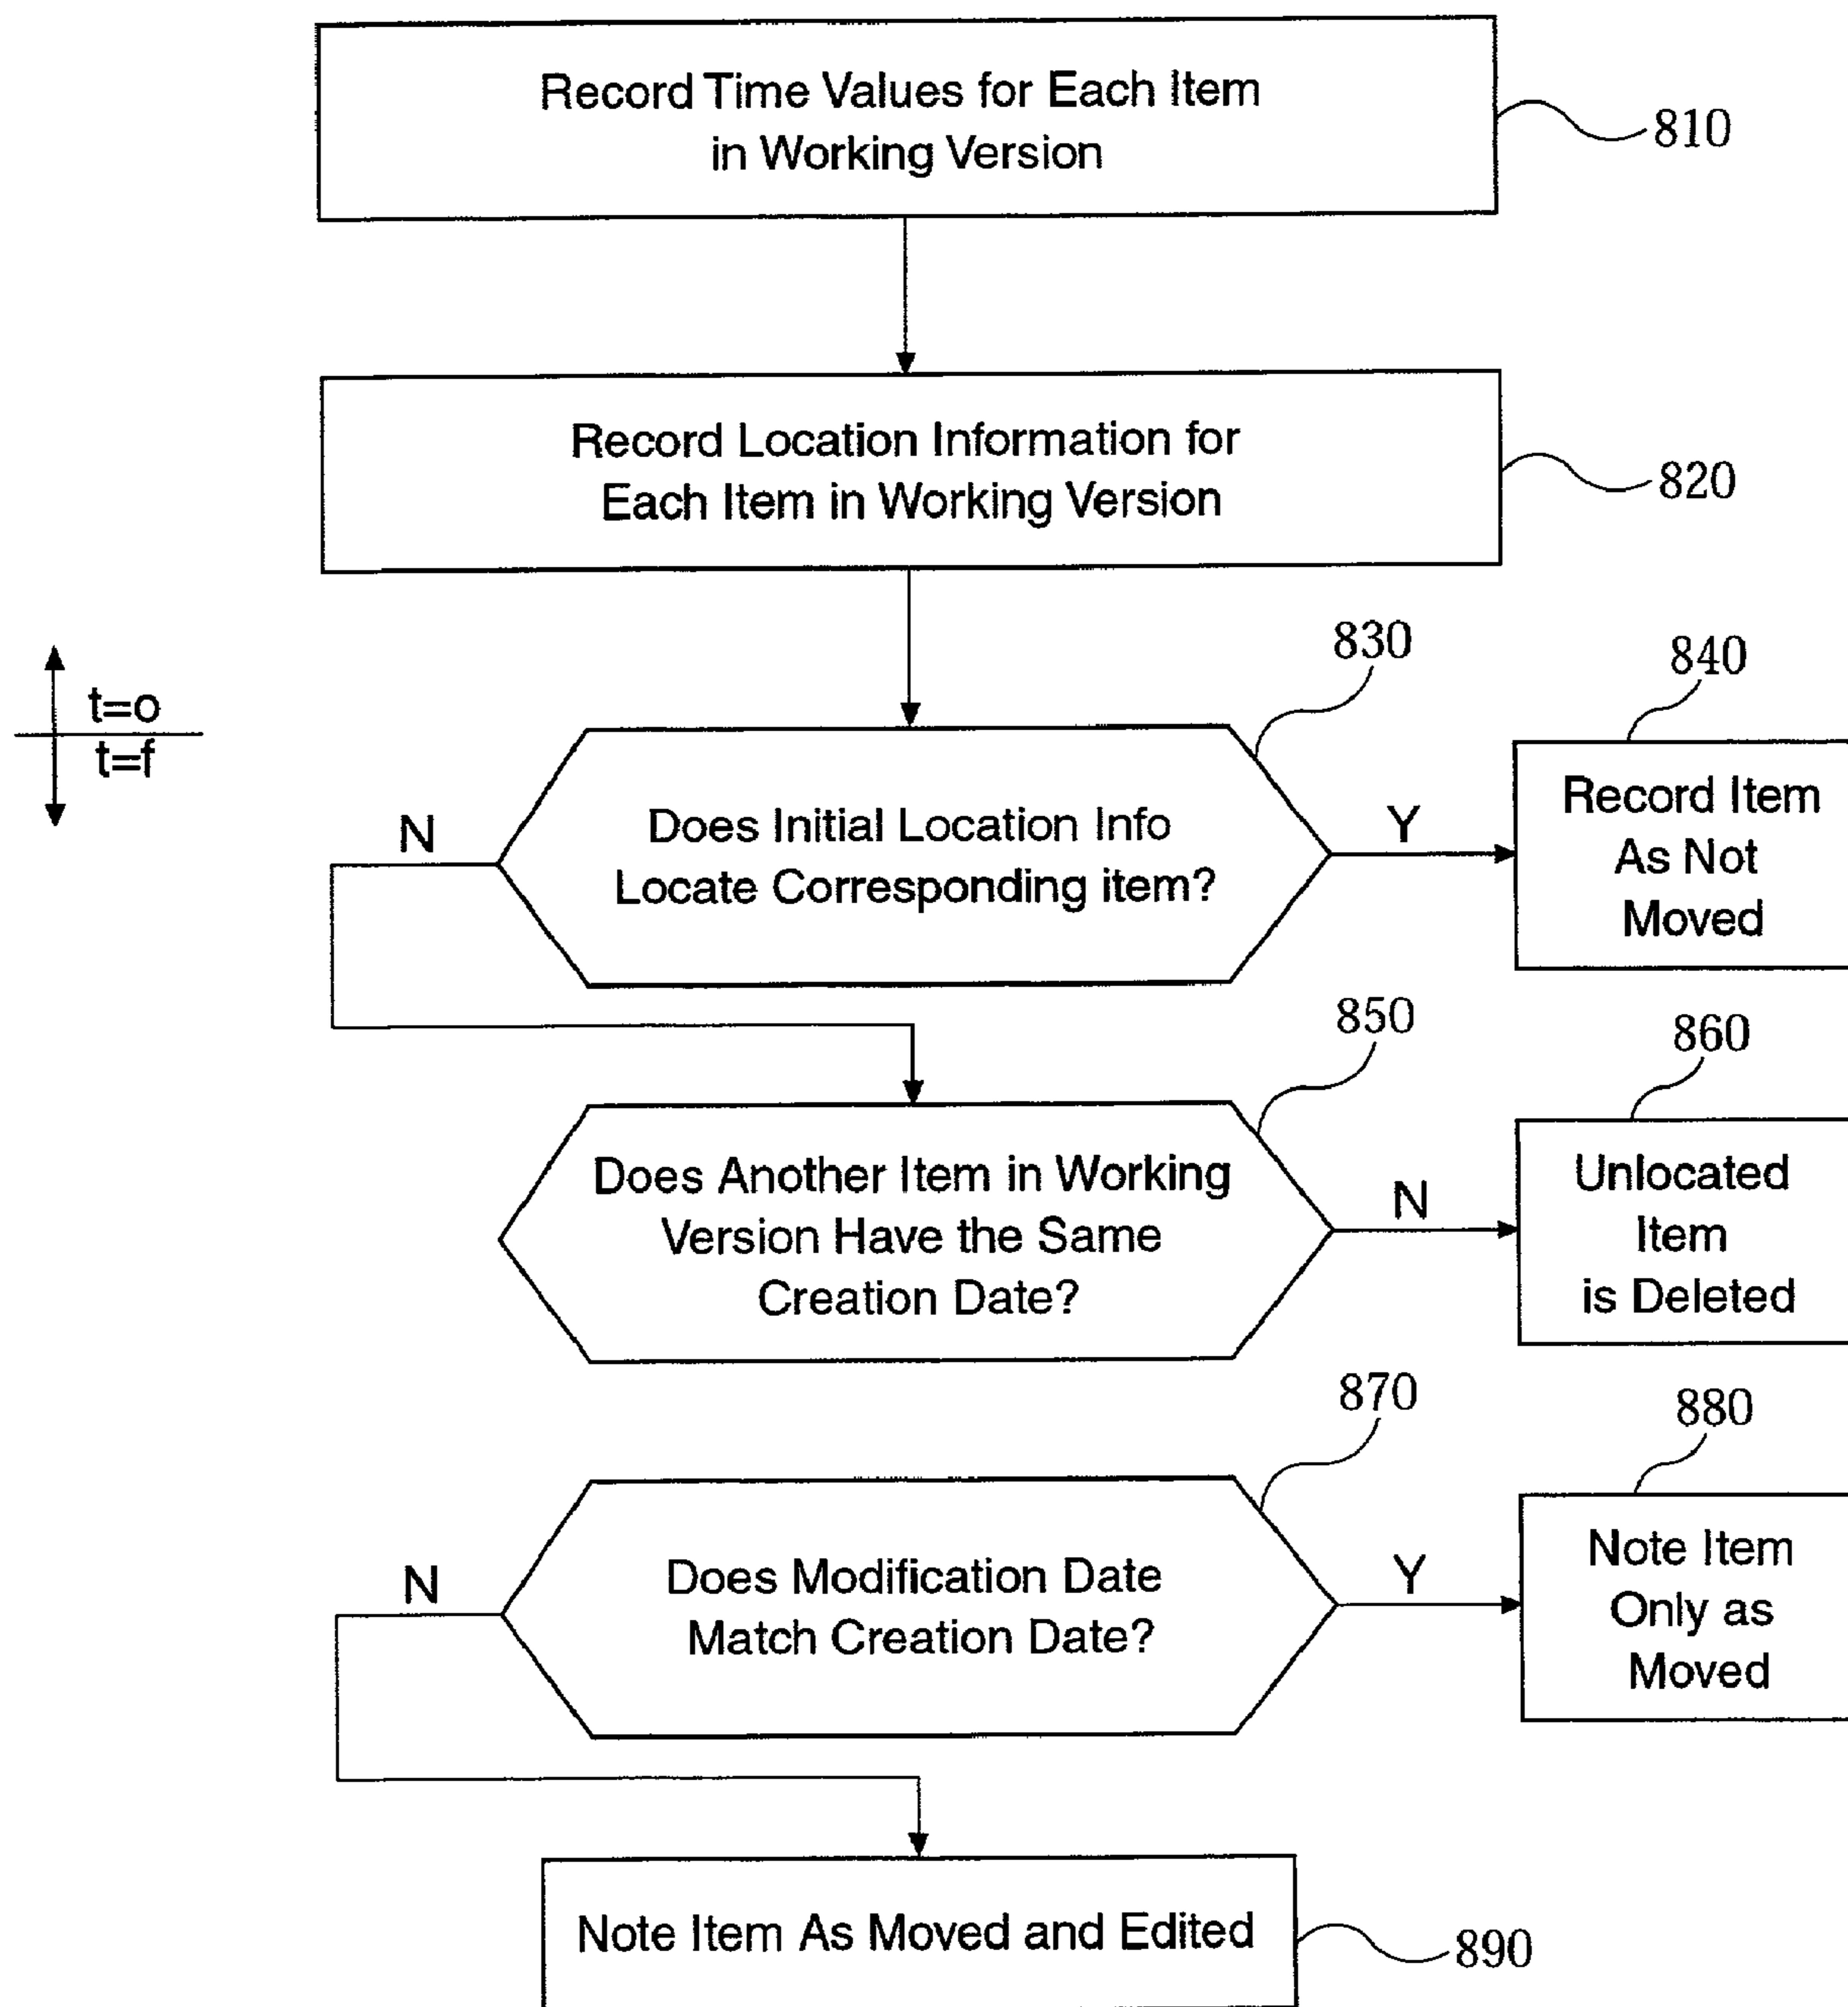 Record Time Values for Each Item
in Working Version
810
Record Location Information for
Each Item in Working Version
820
t=o
t=f
830
840
Does Initial Location Info
Locate Corresponding item?
N
Y
Record Item
As Not
Moved
850
860
Does Another Item in Working
Version Have the Same
Creation Date?
N
Unlocated
Item
is Deleted
870
880
Does Modification Date
Match Creation Date?
N
Y
Note Item
Only as
Moved
Note Item As Moved and Edited
890